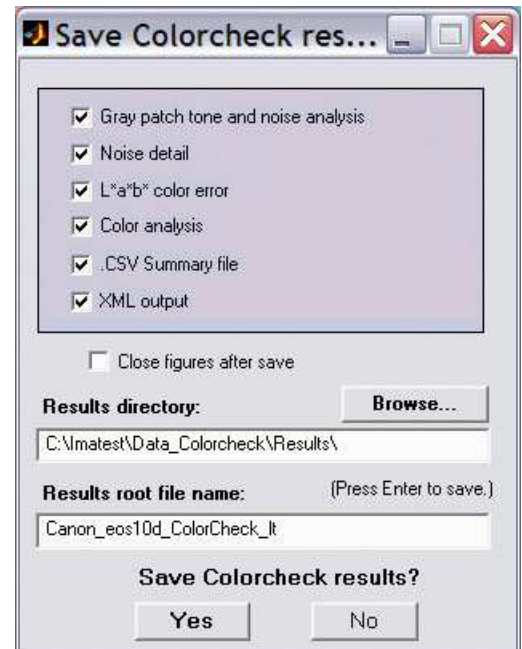 Save Colorcheck res...
Gray patch tone and noise analysis
Noise detail
L*a*b* color error
Color analysis
.CSV Summary file
XML output
Close figures after save
Results directory:
Browse...
C:\Imatest\Data_Colorcheck\Results\
Results root file name:
(Press Enter to save.)
Canon_eos10d_ColorCheck_lt
Save Colorcheck results?
Yes
No